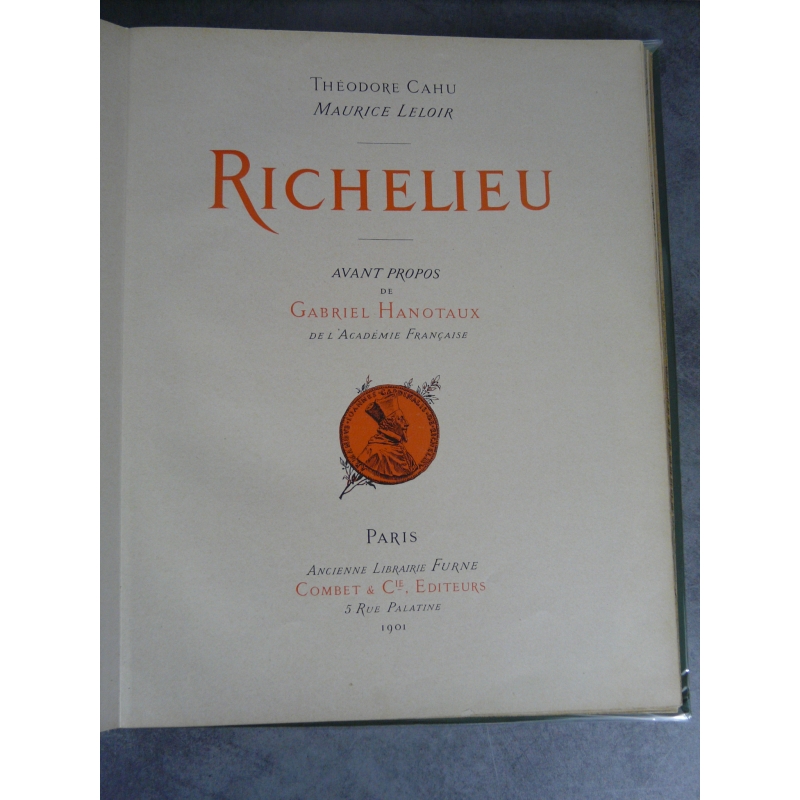 Théodore Cahu
Maurice Leloir
Richelieu
Avant Propos
de
Gabriel Hanotaux
de l'Académie Française
Paris
Ancienne Librairie Furne
Combet & Cie, Editeurs
5 Rue Palatine
1901